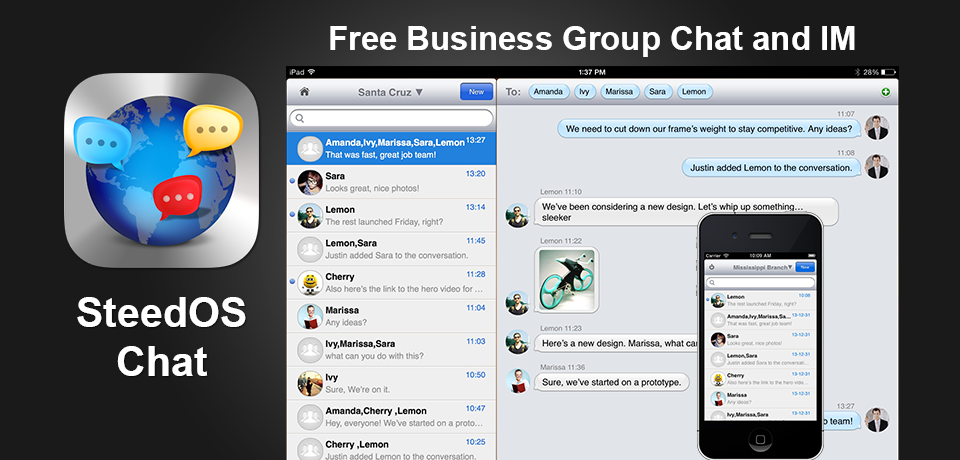 Free Business Group Chat and IM
SteedOS
Chat
iPad
1:37 PM
28%
Santa Cruz ▼
New
Amanda,Ivy,Marissa,Sara,Lemon 13:27
That was fast, great job team!
Sara 13:20
Looks great, nice photos!
Lemon 13:14
The rest launched Friday, right?
Lemon,Sara 11:45
Justin added Sara to the conversation.
Cherry 11:28
Also here's the link to the hero video for ...
Marissa 11:04
Any ideas?
Ivy,Marissa,Sara 11:03
what can you do with this?
Ivy 10:50
Sure, We're on it.
Amanda,Cherry ,Lemon 10:47
Hey, everyone! We've started on a proto...
Cherry ,Lemon 10:25
Justin added Lemon to the conversation.
To: Amanda Ivy Marissa Sara Lemon
11:07
We need to cut down our frame's weight to stay competitive. Any ideas?
11:08
Justin added Lemon to the conversation.
Lemon 11:10
We've been considering a new design. Let's whip up something…
sleeker
Lemon 11:22
Lemon 11:23
Here's a new design. Marissa, what can
Marissa 11:36
Sure, we've started on a prototype.
13:27
b team!
Carrier
10:09 AM
Mississippi Branch▼
New
Lemon 10:08
The rest launched Friday, right?
Amanda,Ivy,Marissa,Sa... 13-12-31
That was fast, great job team!
Sara 13-12-31
Looks great, nice photos!
Lemon,Sara 13-12-31
Justin added Sara to the conversation.
Cherry 13-12-31
Also here's the link to the hero video...
Marissa 13-12-31
Any ideas?
Ivy,Marissa,Sara 13-12-31